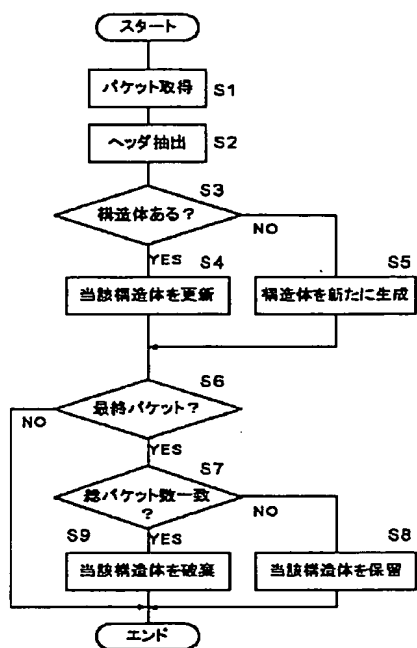 スタート
パケット取得 S1
ヘッダ抽出 S2
S3
構造体ある?
NO
YES
S4
当該構造体を更新
S5
構造体を新たに生成
S6
最終パケット?
NO
YES
S7
総パケット数一致
?
NO
YES
S9
当該構造体を破棄
S8
当該構造体を保留
エンド